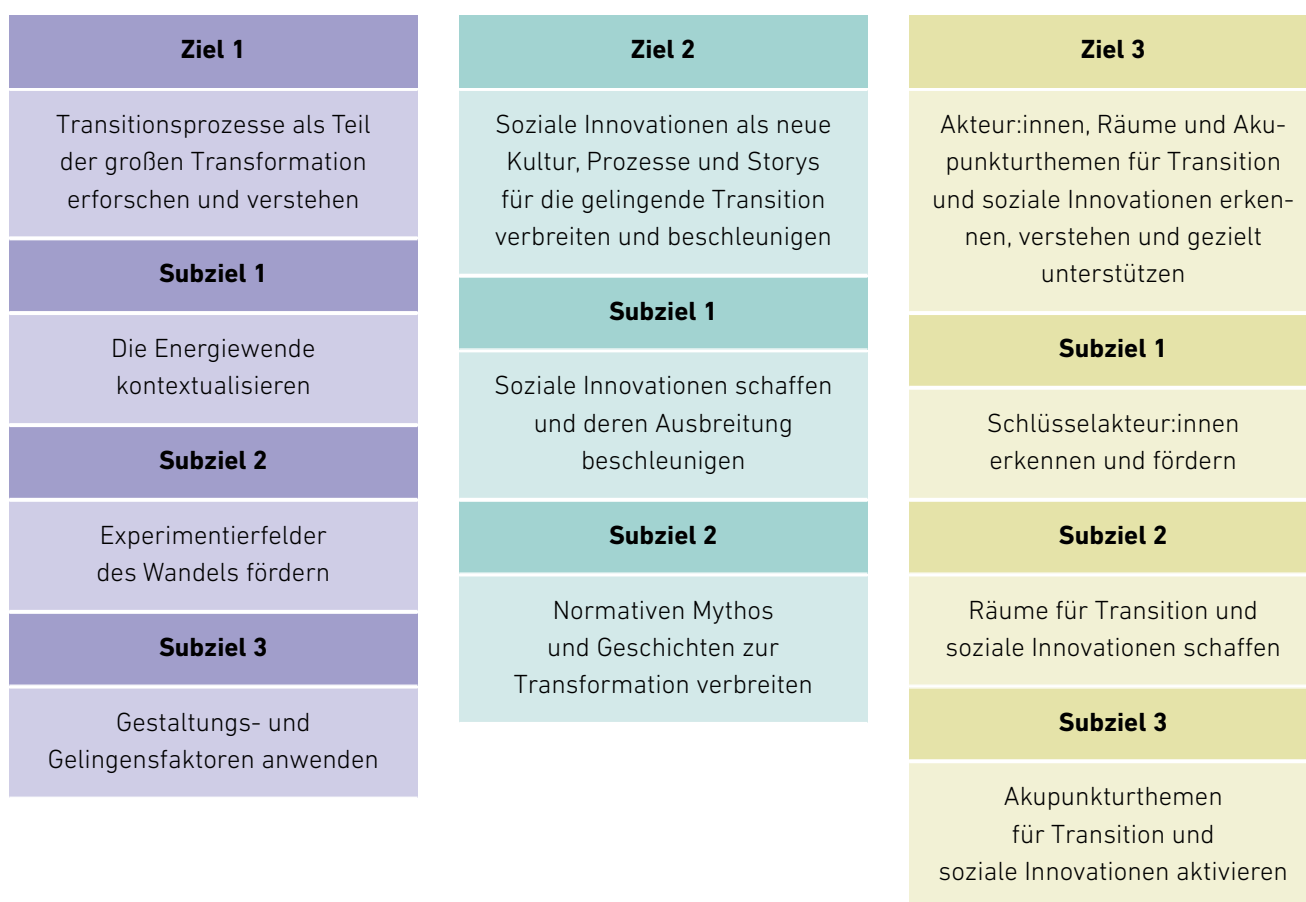 Ziel 1
Transitionsprozesse als Teil
der großen Transformation
erforschen und verstehen
Subziel 1
Die Energiewende
kontextualisieren
Subziel 2
Experimentierfelder
des Wandels fördern
Subziel 3
Gestaltungs- und
Gelingensfaktoren anwenden
Ziel 2
Soziale Innovationen als neue
Kultur, Prozesse und Storys
für die gelingende Transition
verbreiten und beschleunigen
Subziel 1
Soziale Innovationen schaffen
und deren Ausbreitung
beschleunigen
Subziel 2
Normativen Mythos
und Geschichten zur
Transformation verbreiten
Ziel 3
Akteur:innen, Räume und Aku-
punkturthemen für Transition
und soziale Innovationen erken-
nen, verstehen und gezielt
unterstützen
Subziel 1
Schlüsselakteur:innen
erkennen und fördern
Subziel 2
Räume für Transition und
soziale Innovationen schaffen
Subziel 3
Akupunkturthemen
für Transition und
soziale Innovationen aktivieren